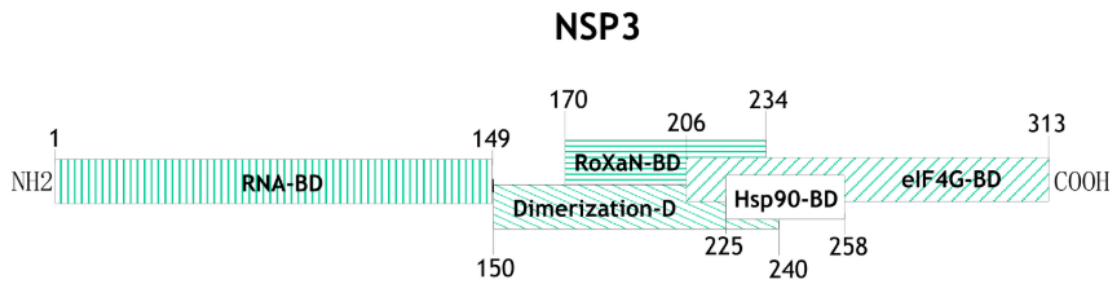 NSP3
170 234
1 149 206 313
NH2 RNA-BD RoXaN-BD eIF4G-BD COOH
Dimerization-D Hsp90-BD
225 258
150 240